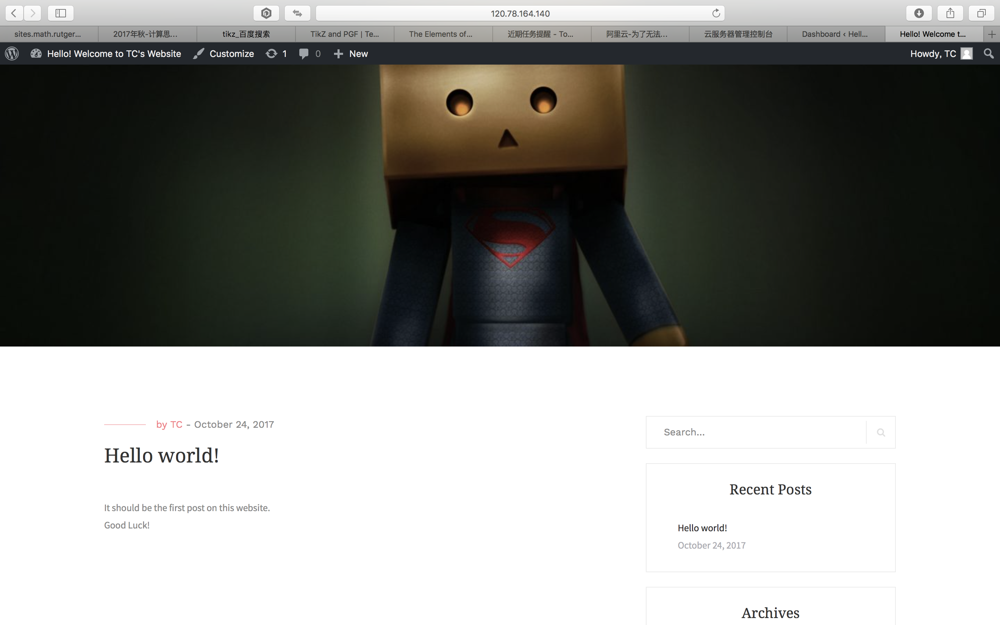 120.78.164.140
sites.math.rutger...
2017年秋-计算思...
tikz_百度搜索
TikZ and PGF | Te...
The Elements of...
近期任务提醒 - To...
阿里云-为了无法...
云服务器管理控制台
Dashboard ‹ Hell...
Hello! Welcome t...
Hello! Welcome to TC's Website
Customize
1
0
New
Howdy, TC
by TC - October 24, 2017
Hello world!
It should be the first post on this website.
Good Luck!
Search...
Recent Posts
Hello world!
October 24, 2017
Archives